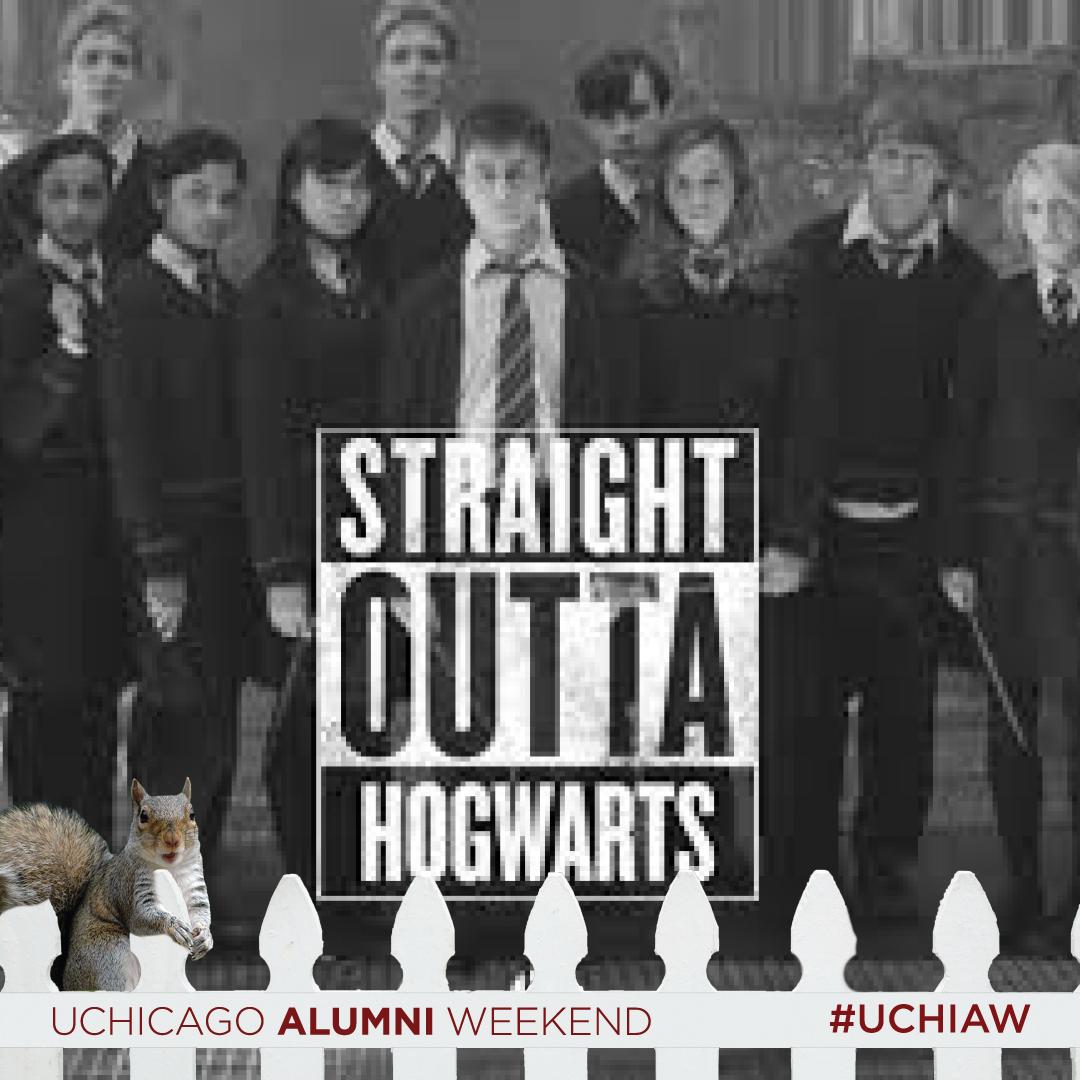 STRAIGHT
OUTTA
HOGWARTS
UCHICAGO ALUMNI WEEKEND
#UCHIAW